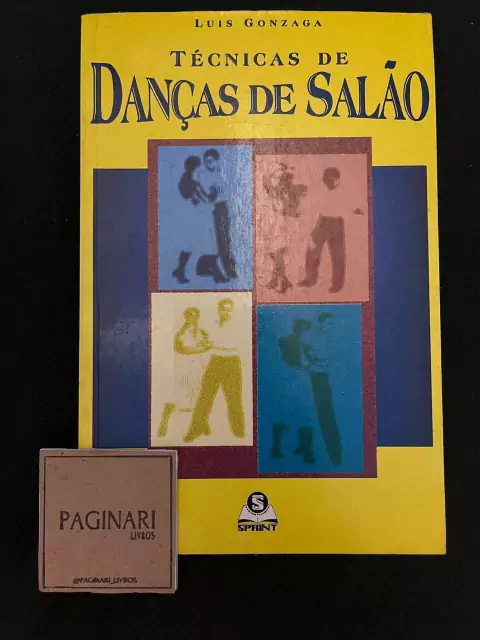 LUIS GONZAGA
TÉCNICAS DE
DANÇAS DE SALÃO
S
SPRINT
PAGINARI
LIVROS
@PAGINARI_LIVROS